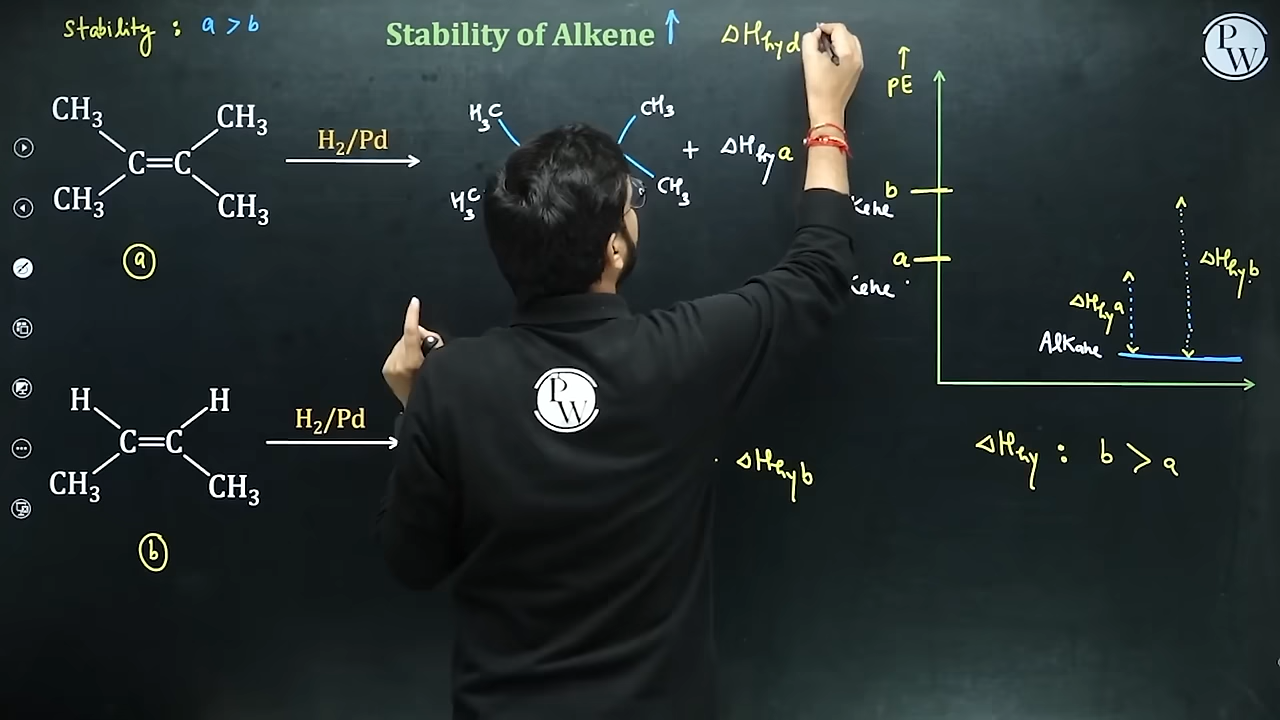 Stability : a > b
Stability of Alkene ↑
ΔHhyd
PW
↑
PE
CH3 CH3
C=C
CH3 CH3
a
H2/Pd
H3C CH3
H3C CH3
+ ΔHhy a
b
a
ΔHhy a
ΔHhy b
Alkane
H H
C=C
CH3 CH3
b
H2/Pd
PW
ΔHhy b
ΔHhy : b > a